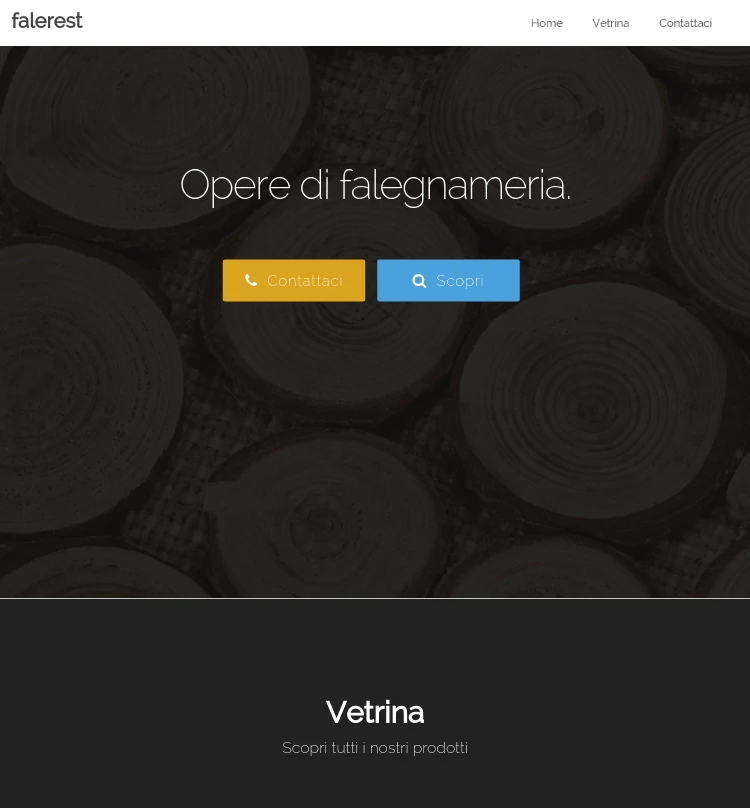 falerest
Home Vetrina Contattaci
Opere di falegnameria.
Contattaci Scopri
Vetrina
Scopri tutti i nostri prodotti